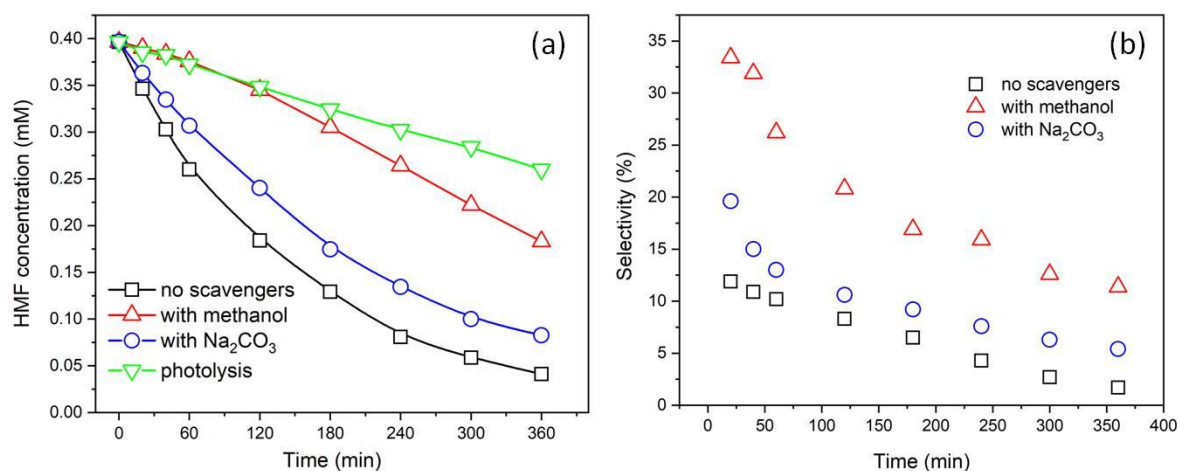 (a)
0.40
0.35
0.30
0.25
0.20
0.15
0.10
0.05
0.00
HMF concentration (mM)
no scavengers
with methanol
with Na₂CO₃
photolysis
0 60 120 180 240 300 360
Time (min)
(b)
35
30
25
20
15
10
5
0
Selectivity (%)
no scavengers
with methanol
with Na₂CO₃
0 50 100 150 200 250 300 350 400
Time (min)